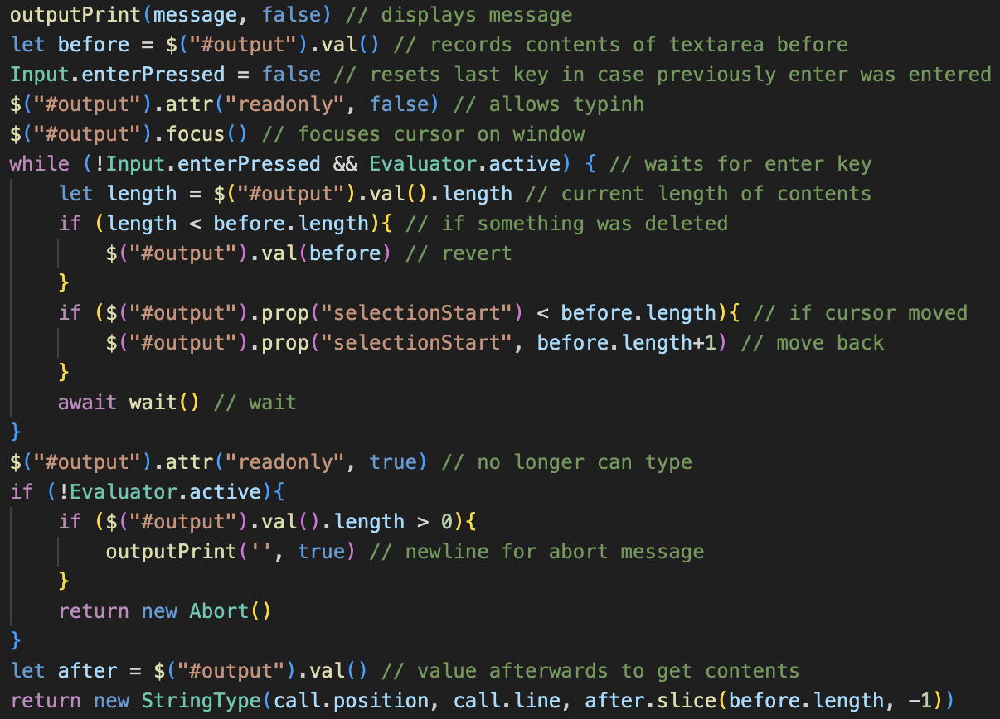 outputPrint(message, false) // displays message
let before = $("#output").val() // records contents of textarea before
Input.enterPressed = false // resets last key in case previously enter was entered
$("#output").attr("readonly", false) // allows typinh
$("#output").focus() // focuses cursor on window
while (!Input.enterPressed && Evaluator.active) { // waits for enter key
    let length = $("#output").val().length // current length of contents
    if (length < before.length){ // if something was deleted
        $("#output").val(before) // revert
    }
    if ($("#output").prop("selectionStart") < before.length){ // if cursor moved
        $("#output").prop("selectionStart", before.length+1) // move back
    }
    await wait() // wait
}
$("#output").attr("readonly", true) // no longer can type
if (!Evaluator.active){
    if ($("#output").val().length > 0){
        outputPrint('', true) // newline for abort message
    }
    return new Abort()
}
let after = $("#output").val() // value afterwards to get contents
return new StringType(call.position, call.line, after.slice(before.length, -1))